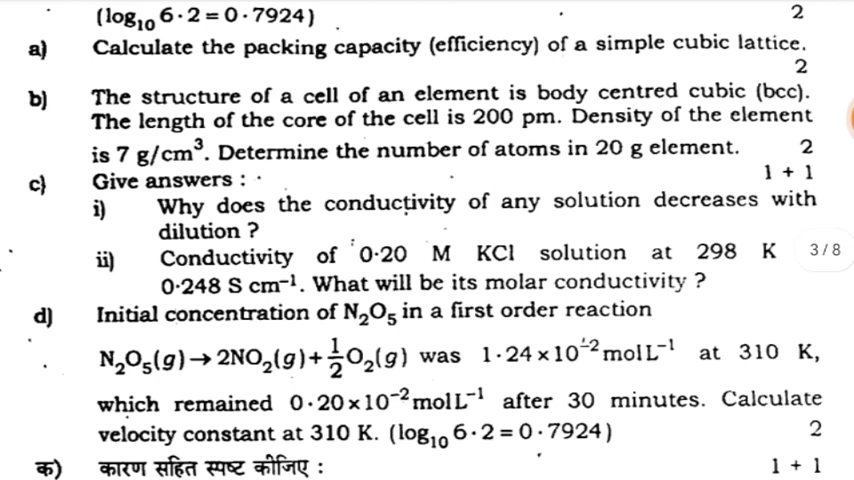 (log₁₀ 6·2 = 0·7924) 2
a) Calculate the packing capacity (efficiency) of a simple cubic lattice.
2
b) The structure of a cell of an element is body centred cubic (bcc).
The length of the core of the cell is 200 pm. Density of the element
is 7 g/cm³. Determine the number of atoms in 20 g element. 2
c) Give answers : 1 + 1
i) Why does the conductivity of any solution decreases with
dilution ?
ii) Conductivity of 0·20 M KCl solution at 298 K
3/8
0·248 S cm⁻¹. What will be its molar conductivity ?
d) Initial concentration of N₂O₅ in a first order reaction
N₂O₅(g) → 2NO₂(g) + 1/2 O₂(g) was 1·24 × 10⁻² mol L⁻¹ at 310 K,
which remained 0·20 × 10⁻² mol L⁻¹ after 30 minutes. Calculate
velocity constant at 310 K. (log₁₀ 6·2 = 0·7924) 2
क) कारण सहित स्पष्ट कीजिए : 1 + 1